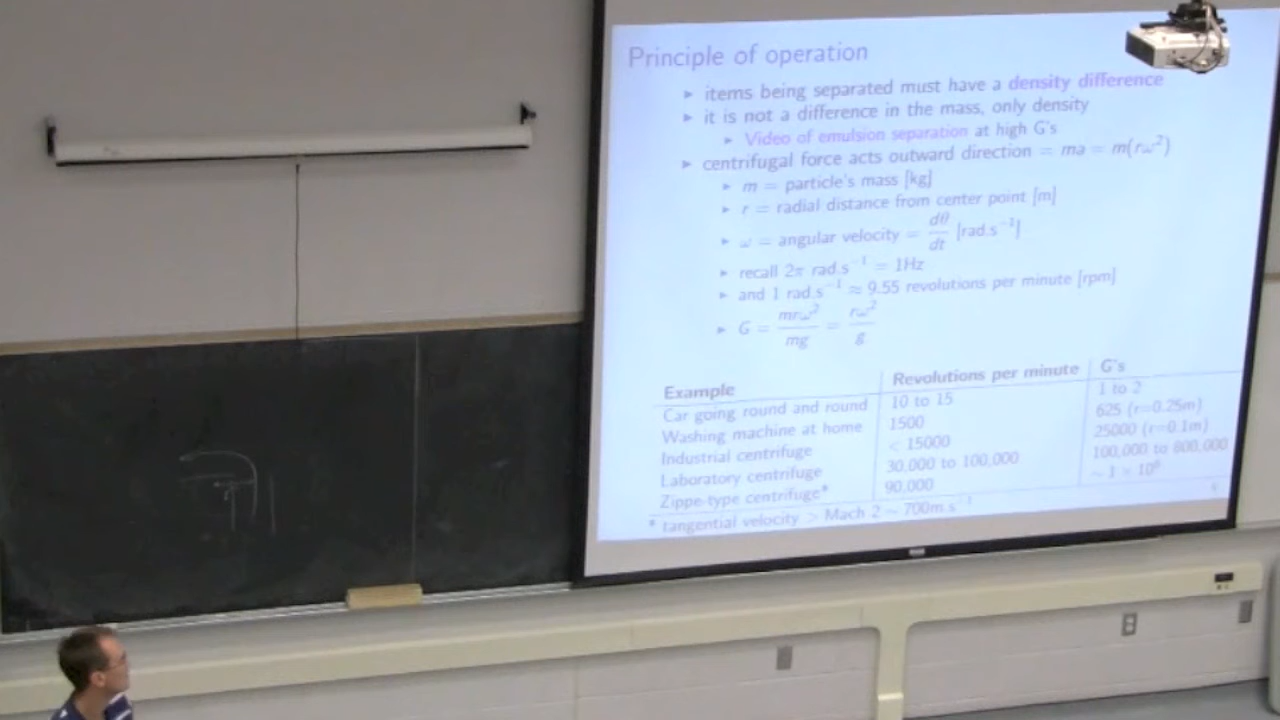 Principle of operation
▸ items being separated must have a density difference
▸ it is not a difference in the mass, only density
▸ Video of emulsion separation at high G's
▸ centrifugal force acts outward direction = ma = m(rω²)
▸ m = particle's mass [kg]
▸ r = radial distance from center point [m]
▸ ω = angular velocity = dθ/dt [rad.s⁻¹]
▸ recall 2π rad.s⁻¹ = 1Hz
▸ and 1 rad.s⁻¹ ≈ 9.55 revolutions per minute [rpm]
▸ G = mrω²/mg = rω²/g
Example Revolutions per minute G's
Car going round and round 10 to 15 1 to 2
Washing machine at home 1500 625 (r=0.25m)
Industrial centrifuge < 15000 25000 (r=0.1m)
Laboratory centrifuge 30,000 to 100,000 100,000 to 800,000
Zippe-type centrifuge* 90,000 ~ 1 × 10⁶
* tangential velocity > Mach 2 ~ 700m.s⁻¹